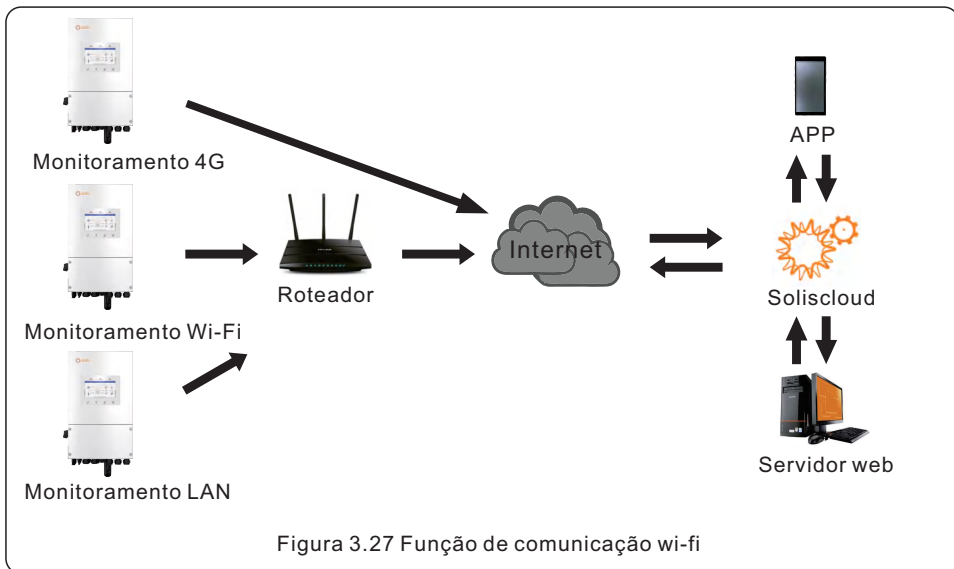 Monitoramento 4G
APP
Internet
Roteador
Soliscloud
Monitoramento Wi-Fi
Servidor web
Monitoramento LAN
Figura 3.27 Função de comunicação wi-fi